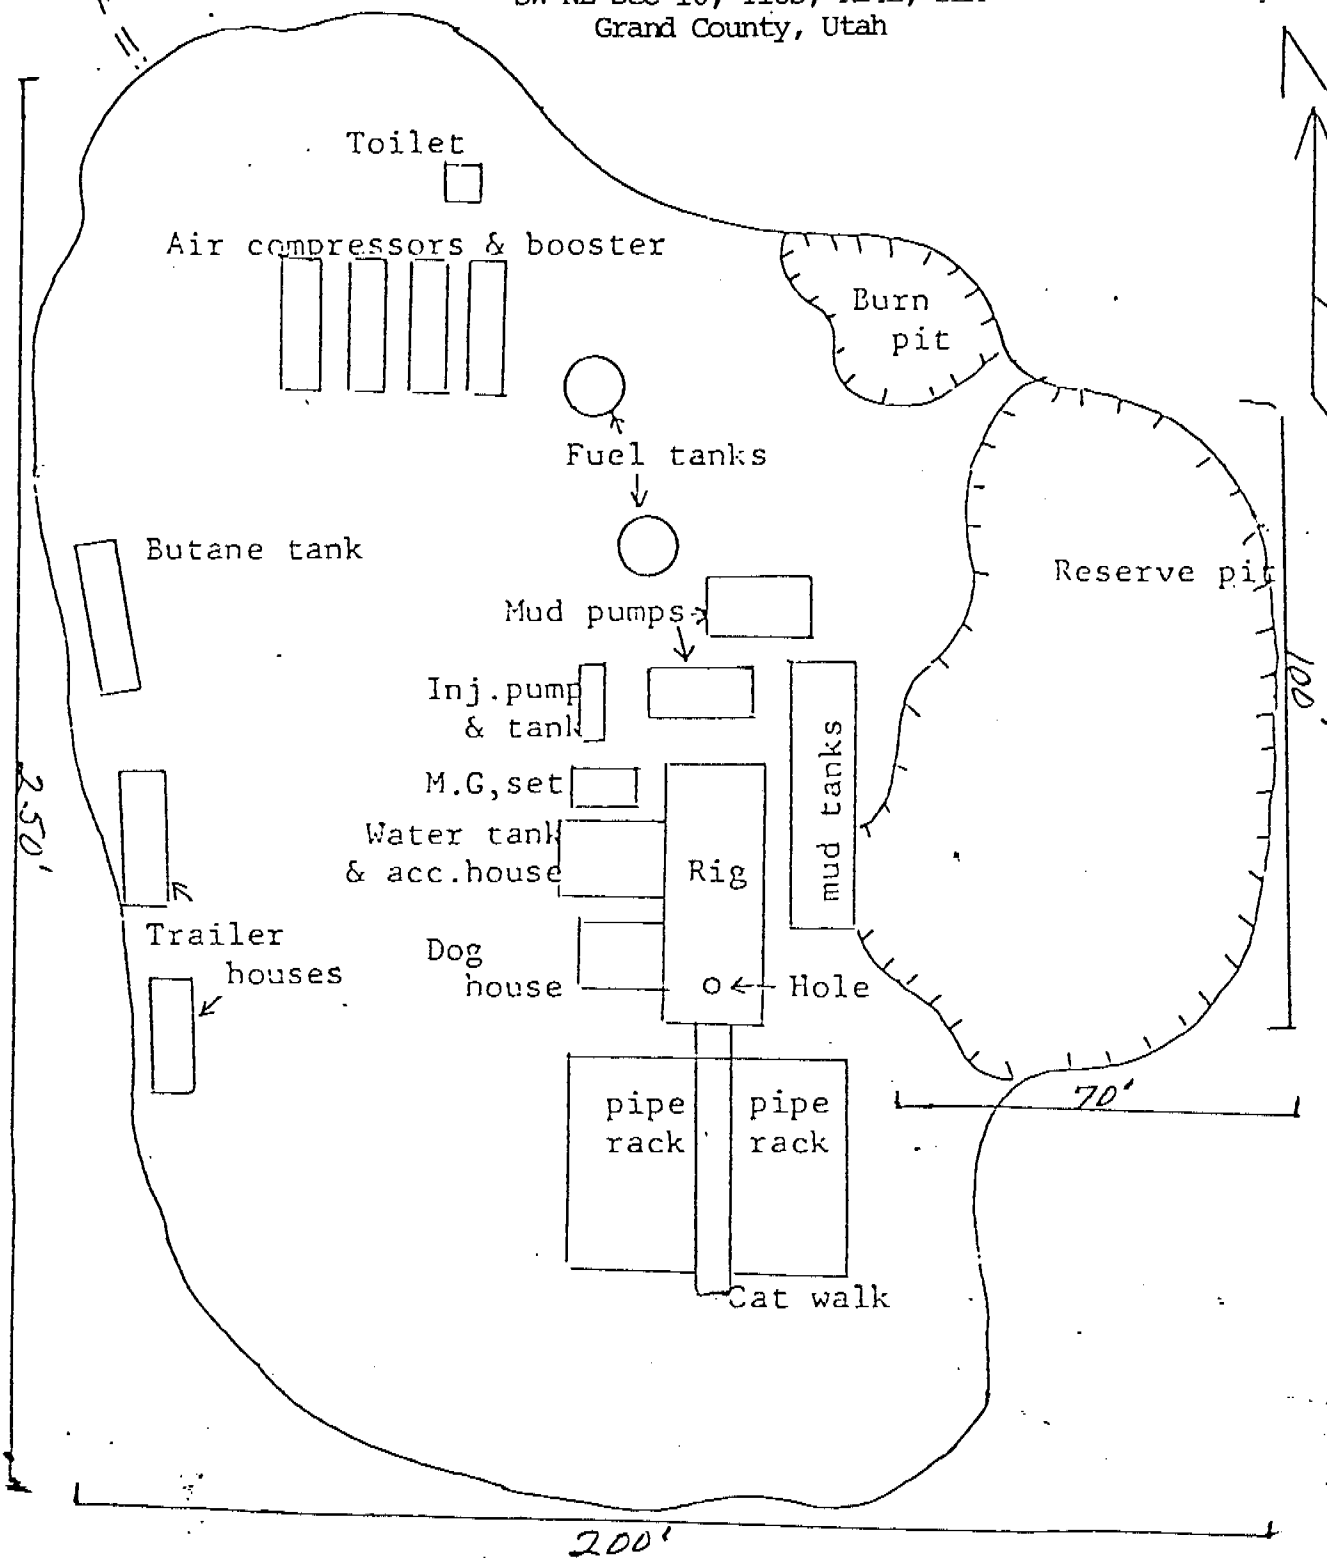 Grand County, Utah
N
Toilet
Air compressors & booster
Burn
pit
Fuel tanks
Butane tank
Reserve pit
Mud pumps
Inj.pump
& tank
100'
mud tanks
M.G,set
250'
Water tank
& acc.house
Rig
Trailer
houses
Dog
house
Hole
70'
pipe
rack
pipe
rack
Cat walk
200'